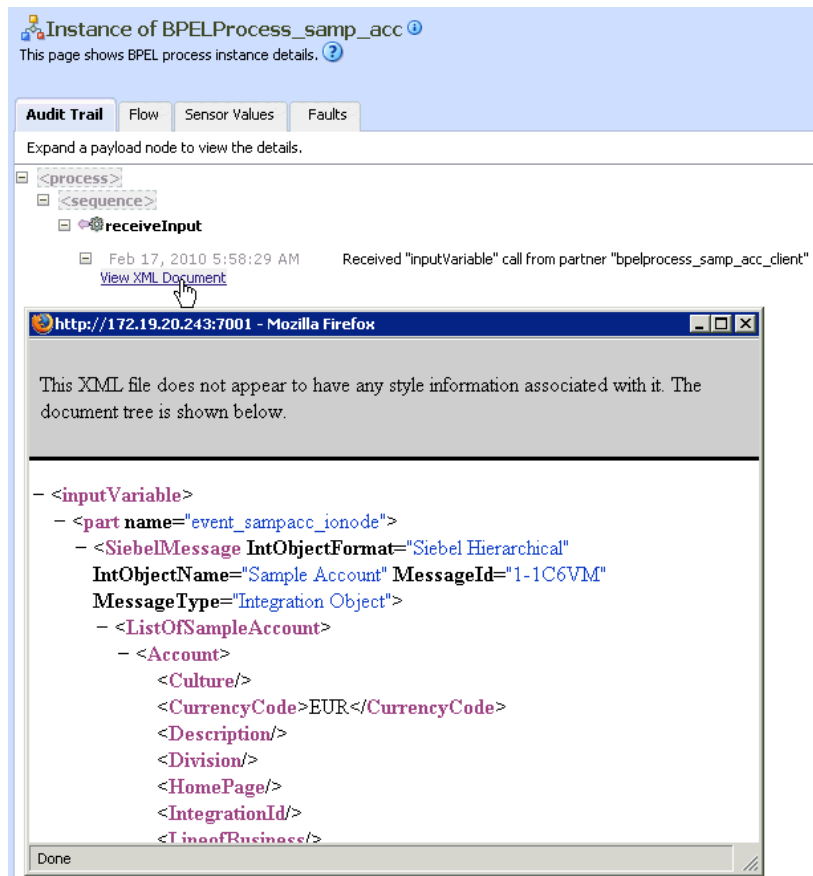 Instance of BPELProcess_samp_acc
This page shows BPEL process instance details.
Audit Trail Flow Sensor Values Faults
Expand a payload node to view the details.
<process>
<sequence>
receiveInput
Feb 17, 2010 5:58:29 AM Received "inputVariable" call from partner "bpelprocess_samp_acc_client"
View XML Document
http://172.19.20.243:7001 - Mozilla Firefox
This XML file does not appear to have any style information associated with it. The
document tree is shown below.
− <inputVariable>
− <part name="event_sampacc_ionode">
− <SiebelMessage IntObjectFormat="Siebel Hierarchical"
IntObjectName="Sample Account" MessageId="1-1C6VM"
MessageType="Integration Object">
− <ListOfSampleAccount>
− <Account>
<Culture/>
<CurrencyCode>EUR</CurrencyCode>
<Description/>
<Division/>
<HomePage/>
<IntegrationId/>
<LineofBusiness/>
Done